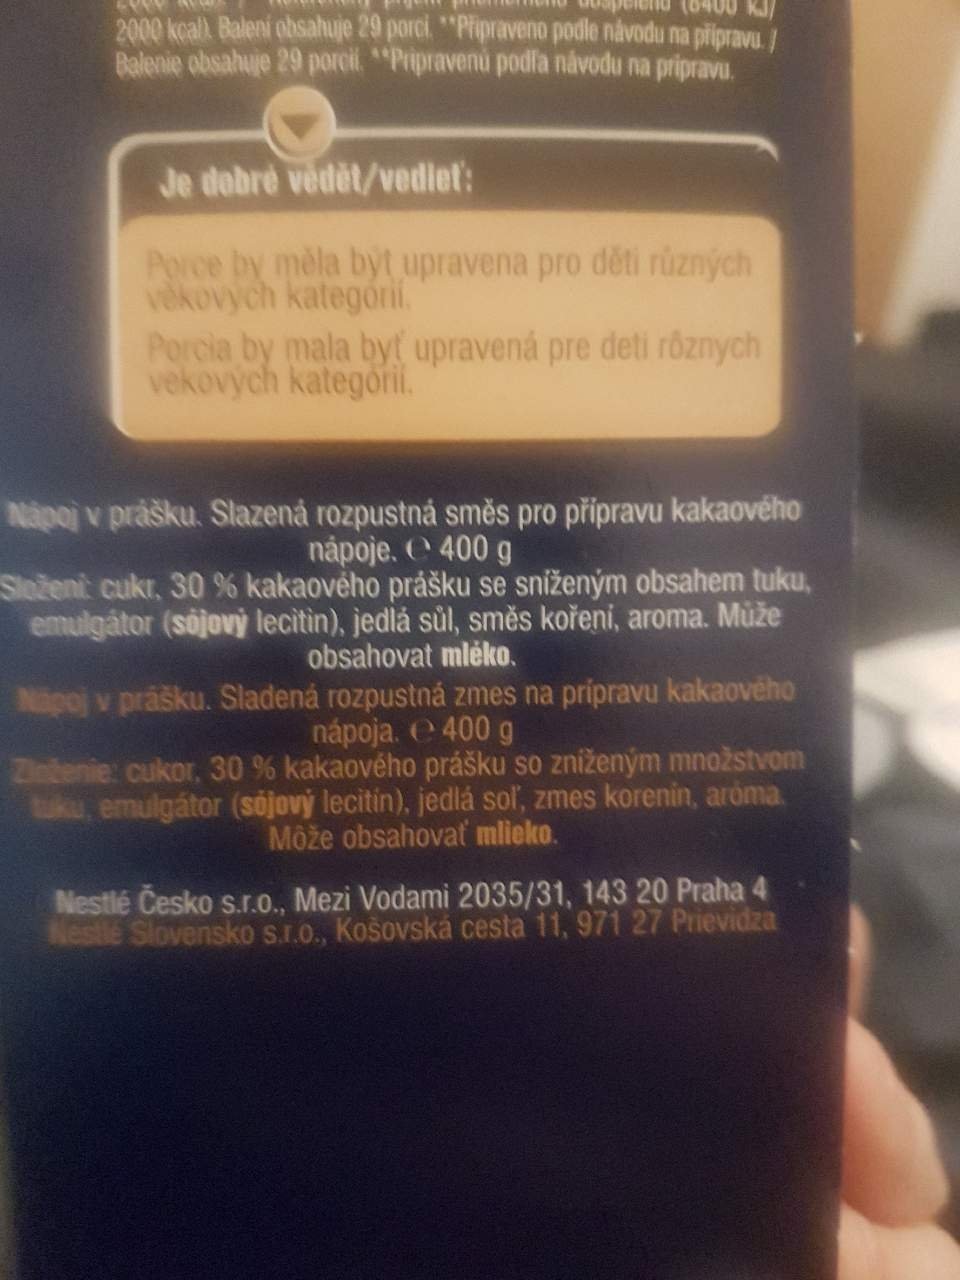 (8400 kJ/
2000 kcal). Balení obsahuje 29 porcí. **Připraveno podle návodu na přípravu. /
Balenie obsahuje 29 porcií. **Pripravenú podľa návodu na prípravu.
Je dobré vědět/vedieť:
Porce by měla být upravena pro děti různých
věkových kategorií.
Porcia by mala byť upravená pre deti rôznych
vekových kategórií.
Nápoj v prášku. Slazená rozpustná směs pro přípravu kakaového
nápoje. ℮ 400 g
Složení: cukr, 30 % kakaového prášku se sníženým obsahem tuku,
emulgátor (sójový lecitin), jedlá sůl, směs koření, aroma. Může
obsahovat mléko.
Nápoj v prášku. Sladená rozpustná zmes na prípravu kakaového
nápoja. ℮ 400 g
Zloženie: cukor, 30 % kakaového prášku so zníženým množstvom
tuku, emulgátor (sójový lecitín), jedlá soľ, zmes korenín, aróma.
Môže obsahovať mlieko.
Nestlé Česko s.r.o., Mezi Vodami 2035/31, 143 20 Praha 4
Nestlé Slovensko s.r.o., Košovská cesta 11, 971 27 Prievidza